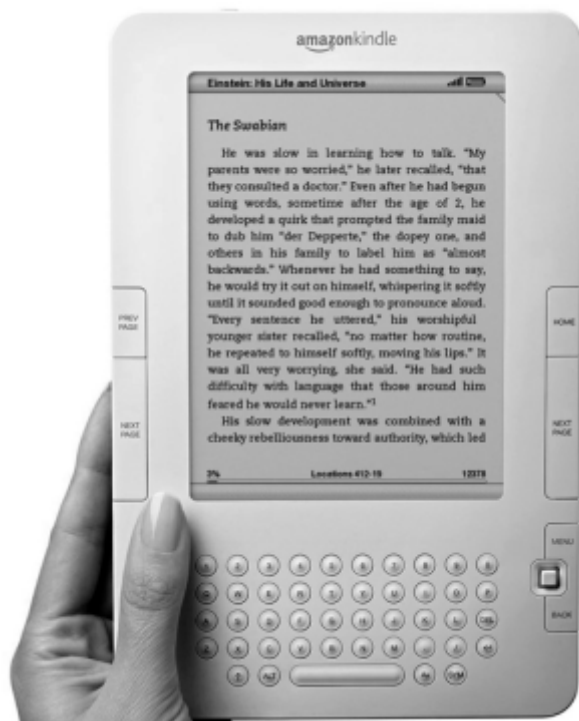 amazonkindle
Einstein: His Life and Universe
The Swabian
He was slow in learning how to talk. “My
parents were so worried,” he later recalled, “that
they consulted a doctor.” Even after he had begun
using words, sometime after the age of 2, he
developed a quirk that prompted the family maid
to dub him “der Depperte,” the dopey one, and
others in his family to label him as “almost
backwards.” Whenever he had something to say,
he would try it out on himself, whispering it softly
until it sounded good enough to pronounce aloud.
“Every sentence he uttered,” his worshipful
younger sister recalled, “no matter how routine,
he repeated to himself softly, moving his lips.” It
was all very worrying, she said. “He had such
difficulty with language that those around him
feared he would never learn.”1
His slow development was combined with a
cheeky rebelliousness toward authority, which led
3% Locations 412-19 12378
PREV
PAGE
NEXT
PAGE
HOME
NEXT
PAGE
MENU
BACK
DEL
ALT
SYM